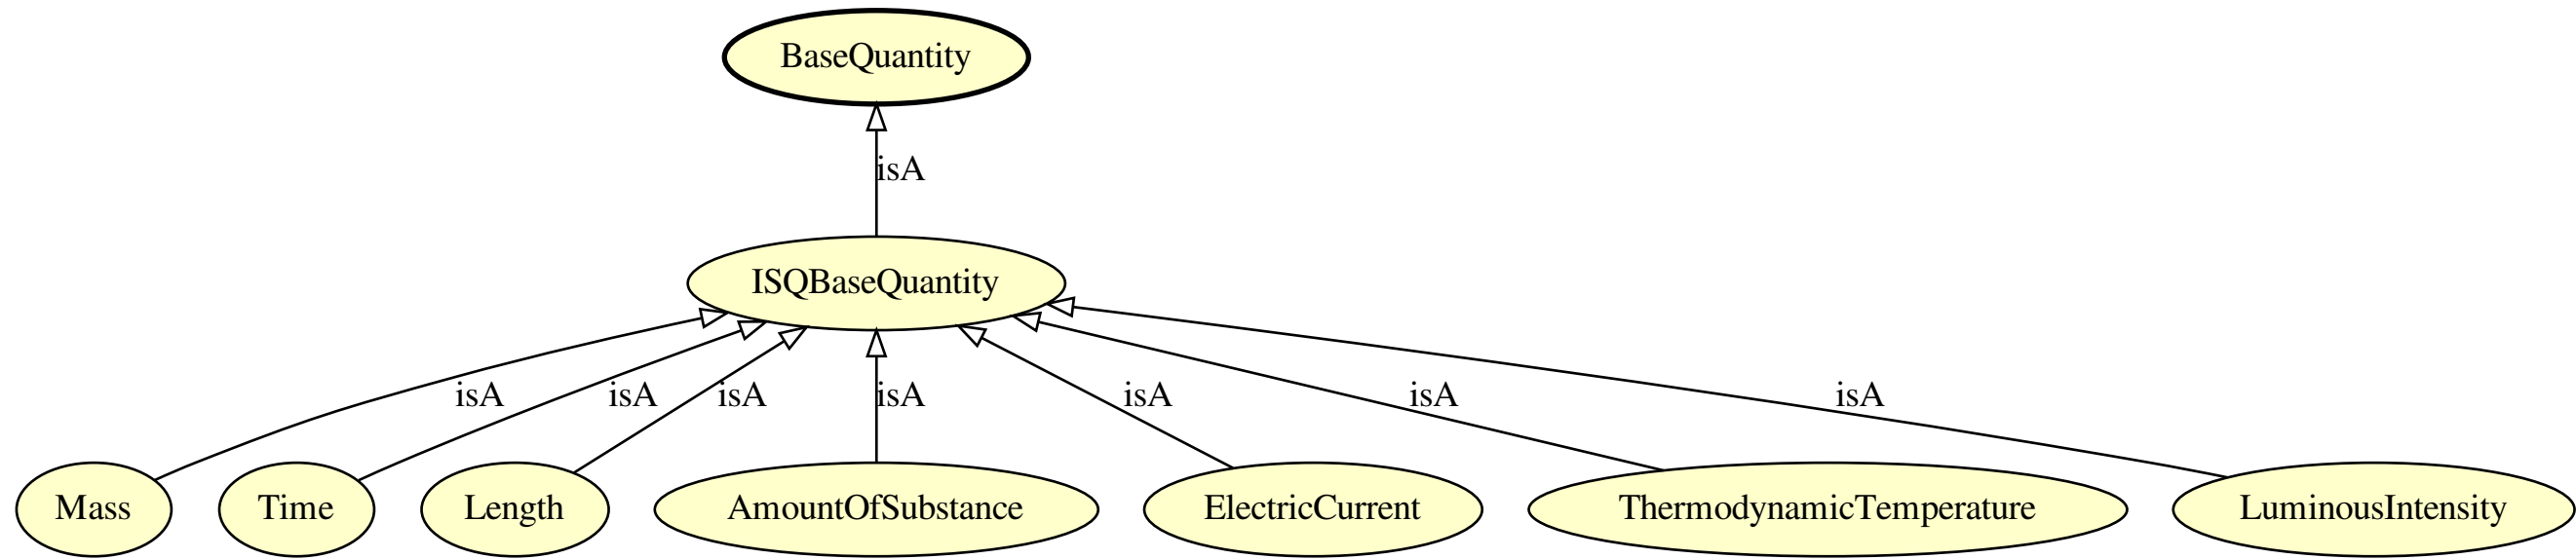 BaseQuantity
isA
ISQBaseQuantity
isA
isA
isA
isA
isA
isA
isA
Mass
Time
Length
AmountOfSubstance
ElectricCurrent
ThermodynamicTemperature
LuminousIntensity